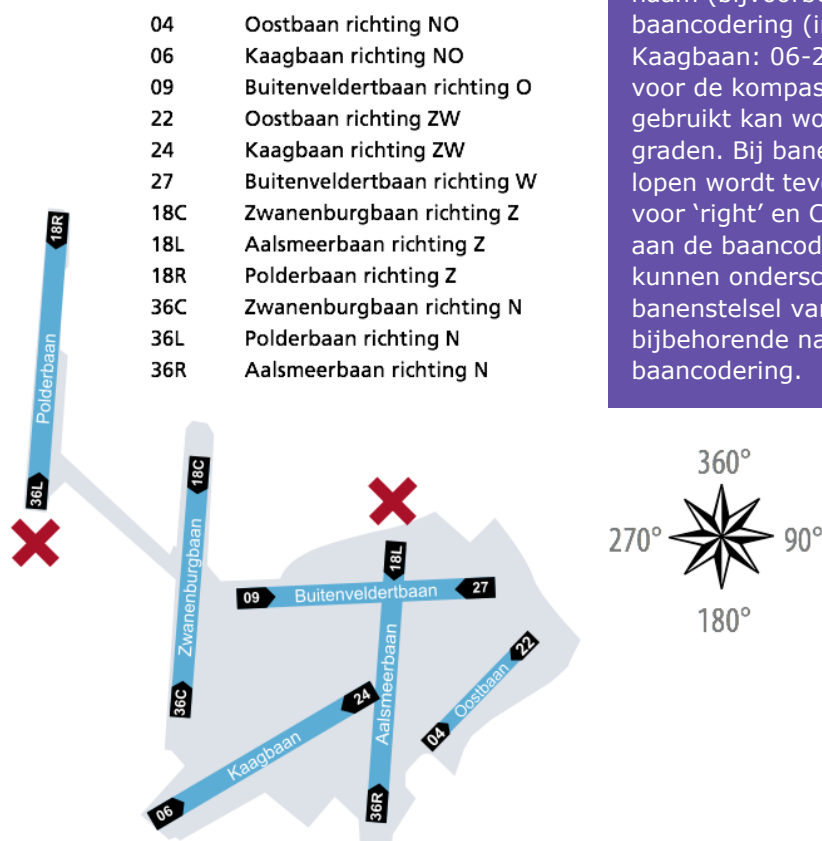 04 Oostbaan richting NO
06 Kaagbaan richting NO
09 Buitenveldertbaan richting O
22 Oostbaan richting ZW
24 Kaagbaan richting ZW
27 Buitenveldertbaan richting W
18C Zwanenburgbaan richting Z
18L Aalsmeerbaan richting Z
18R Polderbaan richting Z
36C Zwanenburgbaan richting N
36L Polderbaan richting N
36R Aalsmeerbaan richting N
baancodering (i
Kaagbaan: 06-2
voor de kompas
gebruikt kan wo
graden. Bij bane
lopen wordt teve
voor ‘right’ en C
aan de baancod
kunnen ondersc
banenstelsel va
bijbehorende na
baancodering.
18R
Polderbaan
36L
18C
Zwanenburgbaan
36C
18L
Aalsmeerbaan
36R
09
Buitenveldertbaan
27
22
Oostbaan
04
24
Kaagbaan
06
360°
270°
90°
180°